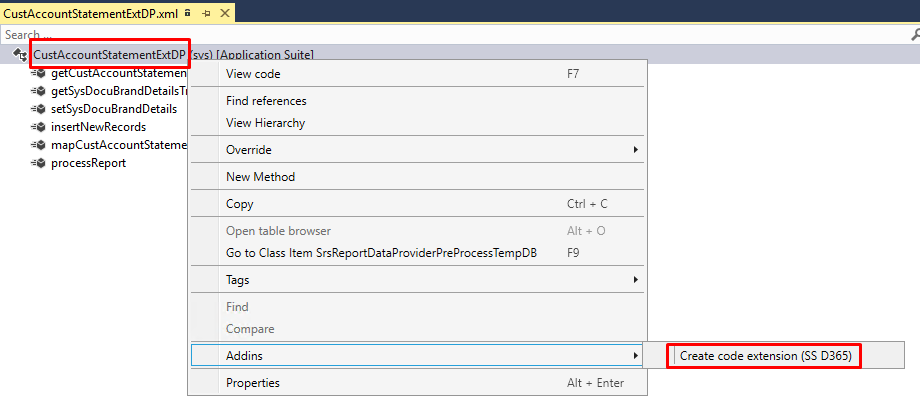 CustAccountStatementExtDP.xml
Search ...
CustAccountStatementExtDP (sys) [Application Suite]
getCustAccountStatemen
getSysDocuBrandDetailsTr
setSysDocuBrandDetails
insertNewRecords
mapCustAccountStateme
processReport
View code F7
Find references
View Hierarchy
Override
New Method
Copy Ctrl + C
Open table browser Alt + O
Go to Class Item SrsReportDataProviderPreProcessTempDB F9
Tags
Find
Compare
Addins
Create code extension (SS D365)
Properties Alt + Enter